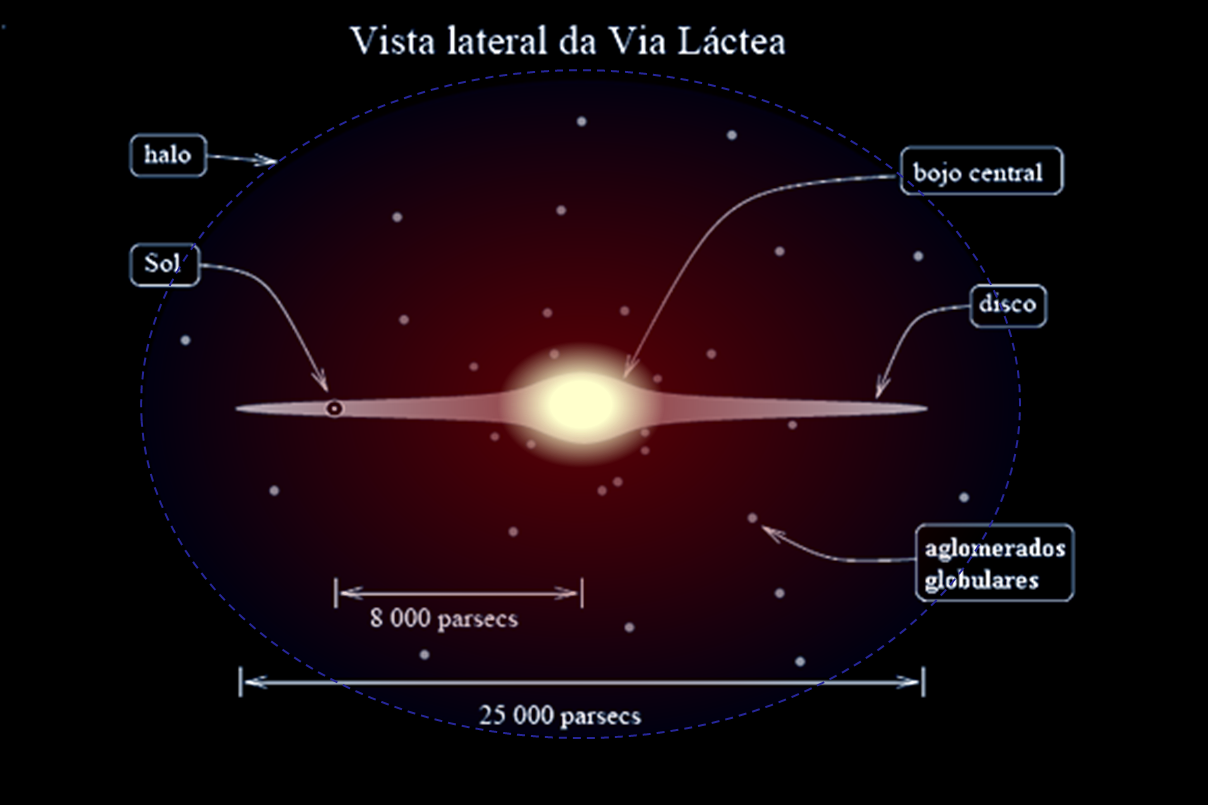 Vista lateral da Via Láctea
halo
bojo central
Sol
disco
aglomerados
globulares
8 000 parsecs
25 000 parsecs